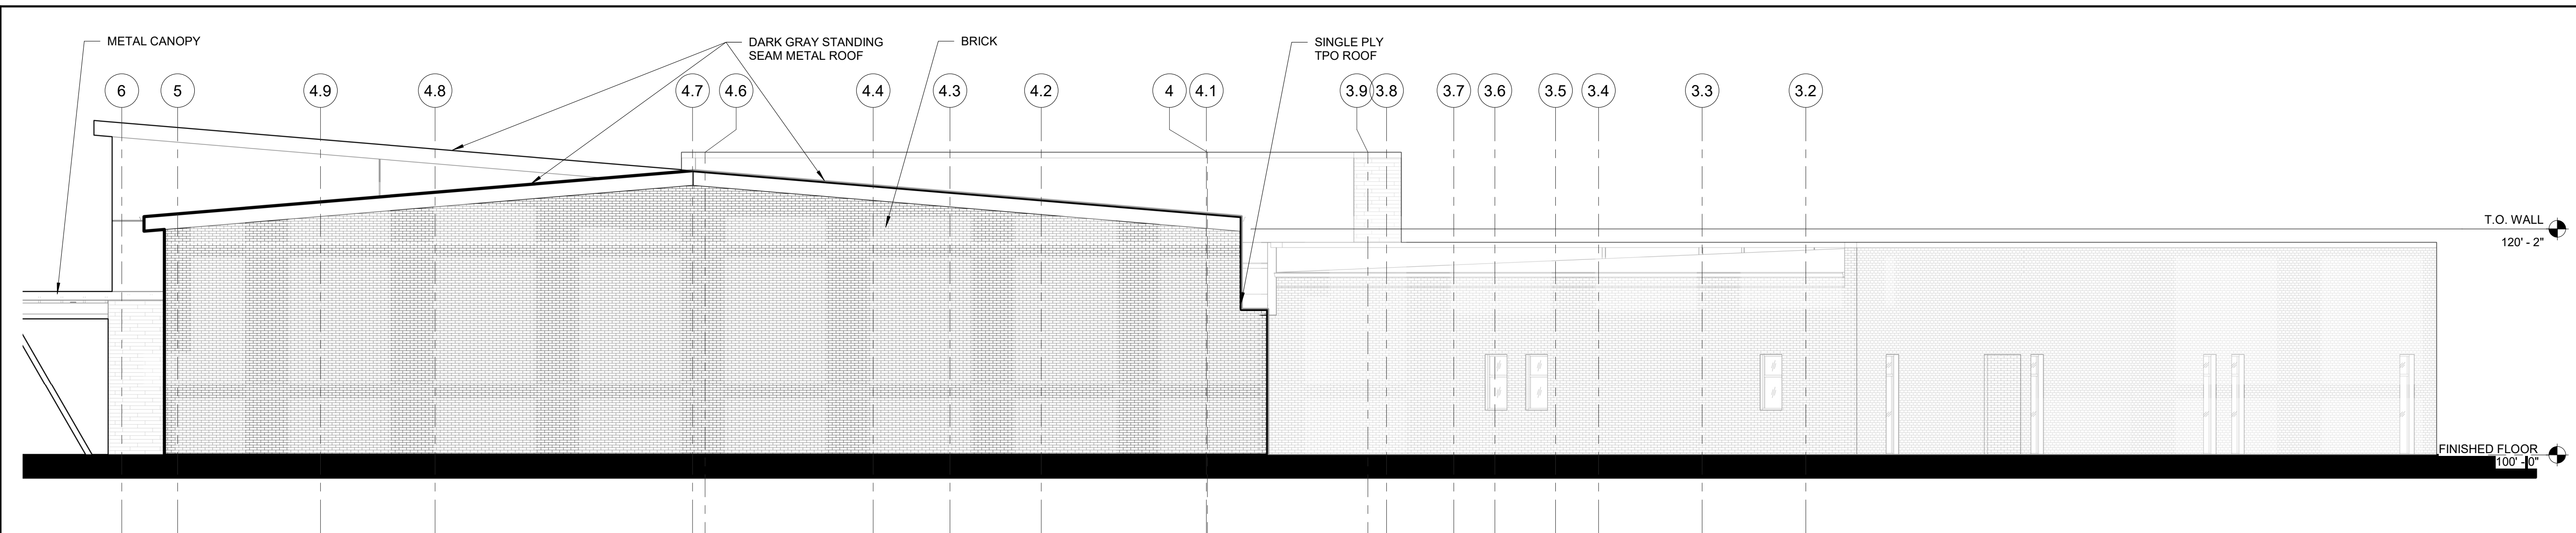 METAL CANOPY
DARK GRAY STANDING
SEAM METAL ROOF
BRICK
SINGLE PLY
TPO ROOF
6
5
4.9
4.8
4.7
4.6
4.4
4.3
4.2
4
4.1
3.9
3.8
3.7
3.6
3.5
3.4
3.3
3.2
T.O. WALL
120' - 2"
FINISHED FLOOR
100' - 0"